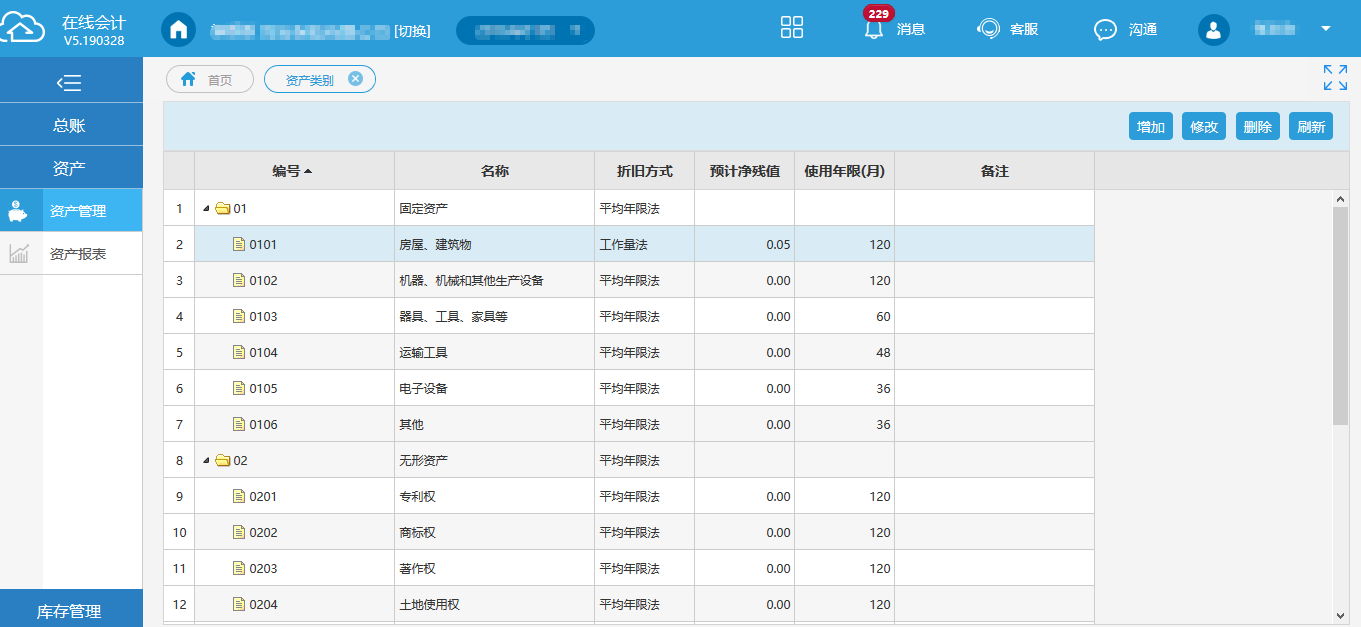 在线会计
V5.190328
[切换]
229
消息
客服
沟通
首页
资产类别
总账
资产
资产管理
资产报表
库存管理
增加 修改 删除 刷新
编号 名称 折旧方式 预计净残值 使用年限(月) 备注
1 01 固定资产 平均年限法
2 0101 房屋、建筑物 工作量法 0.05 120
3 0102 机器、机械和其他生产设备 平均年限法 0.00 120
4 0103 器具、工具、家具等 平均年限法 0.00 60
5 0104 运输工具 平均年限法 0.00 48
6 0105 电子设备 平均年限法 0.00 36
7 0106 其他 平均年限法 0.00 36
8 02 无形资产 平均年限法
9 0201 专利权 平均年限法 0.00 120
10 0202 商标权 平均年限法 0.00 120
11 0203 著作权 平均年限法 0.00 120
12 0204 土地使用权 平均年限法 0.00 120